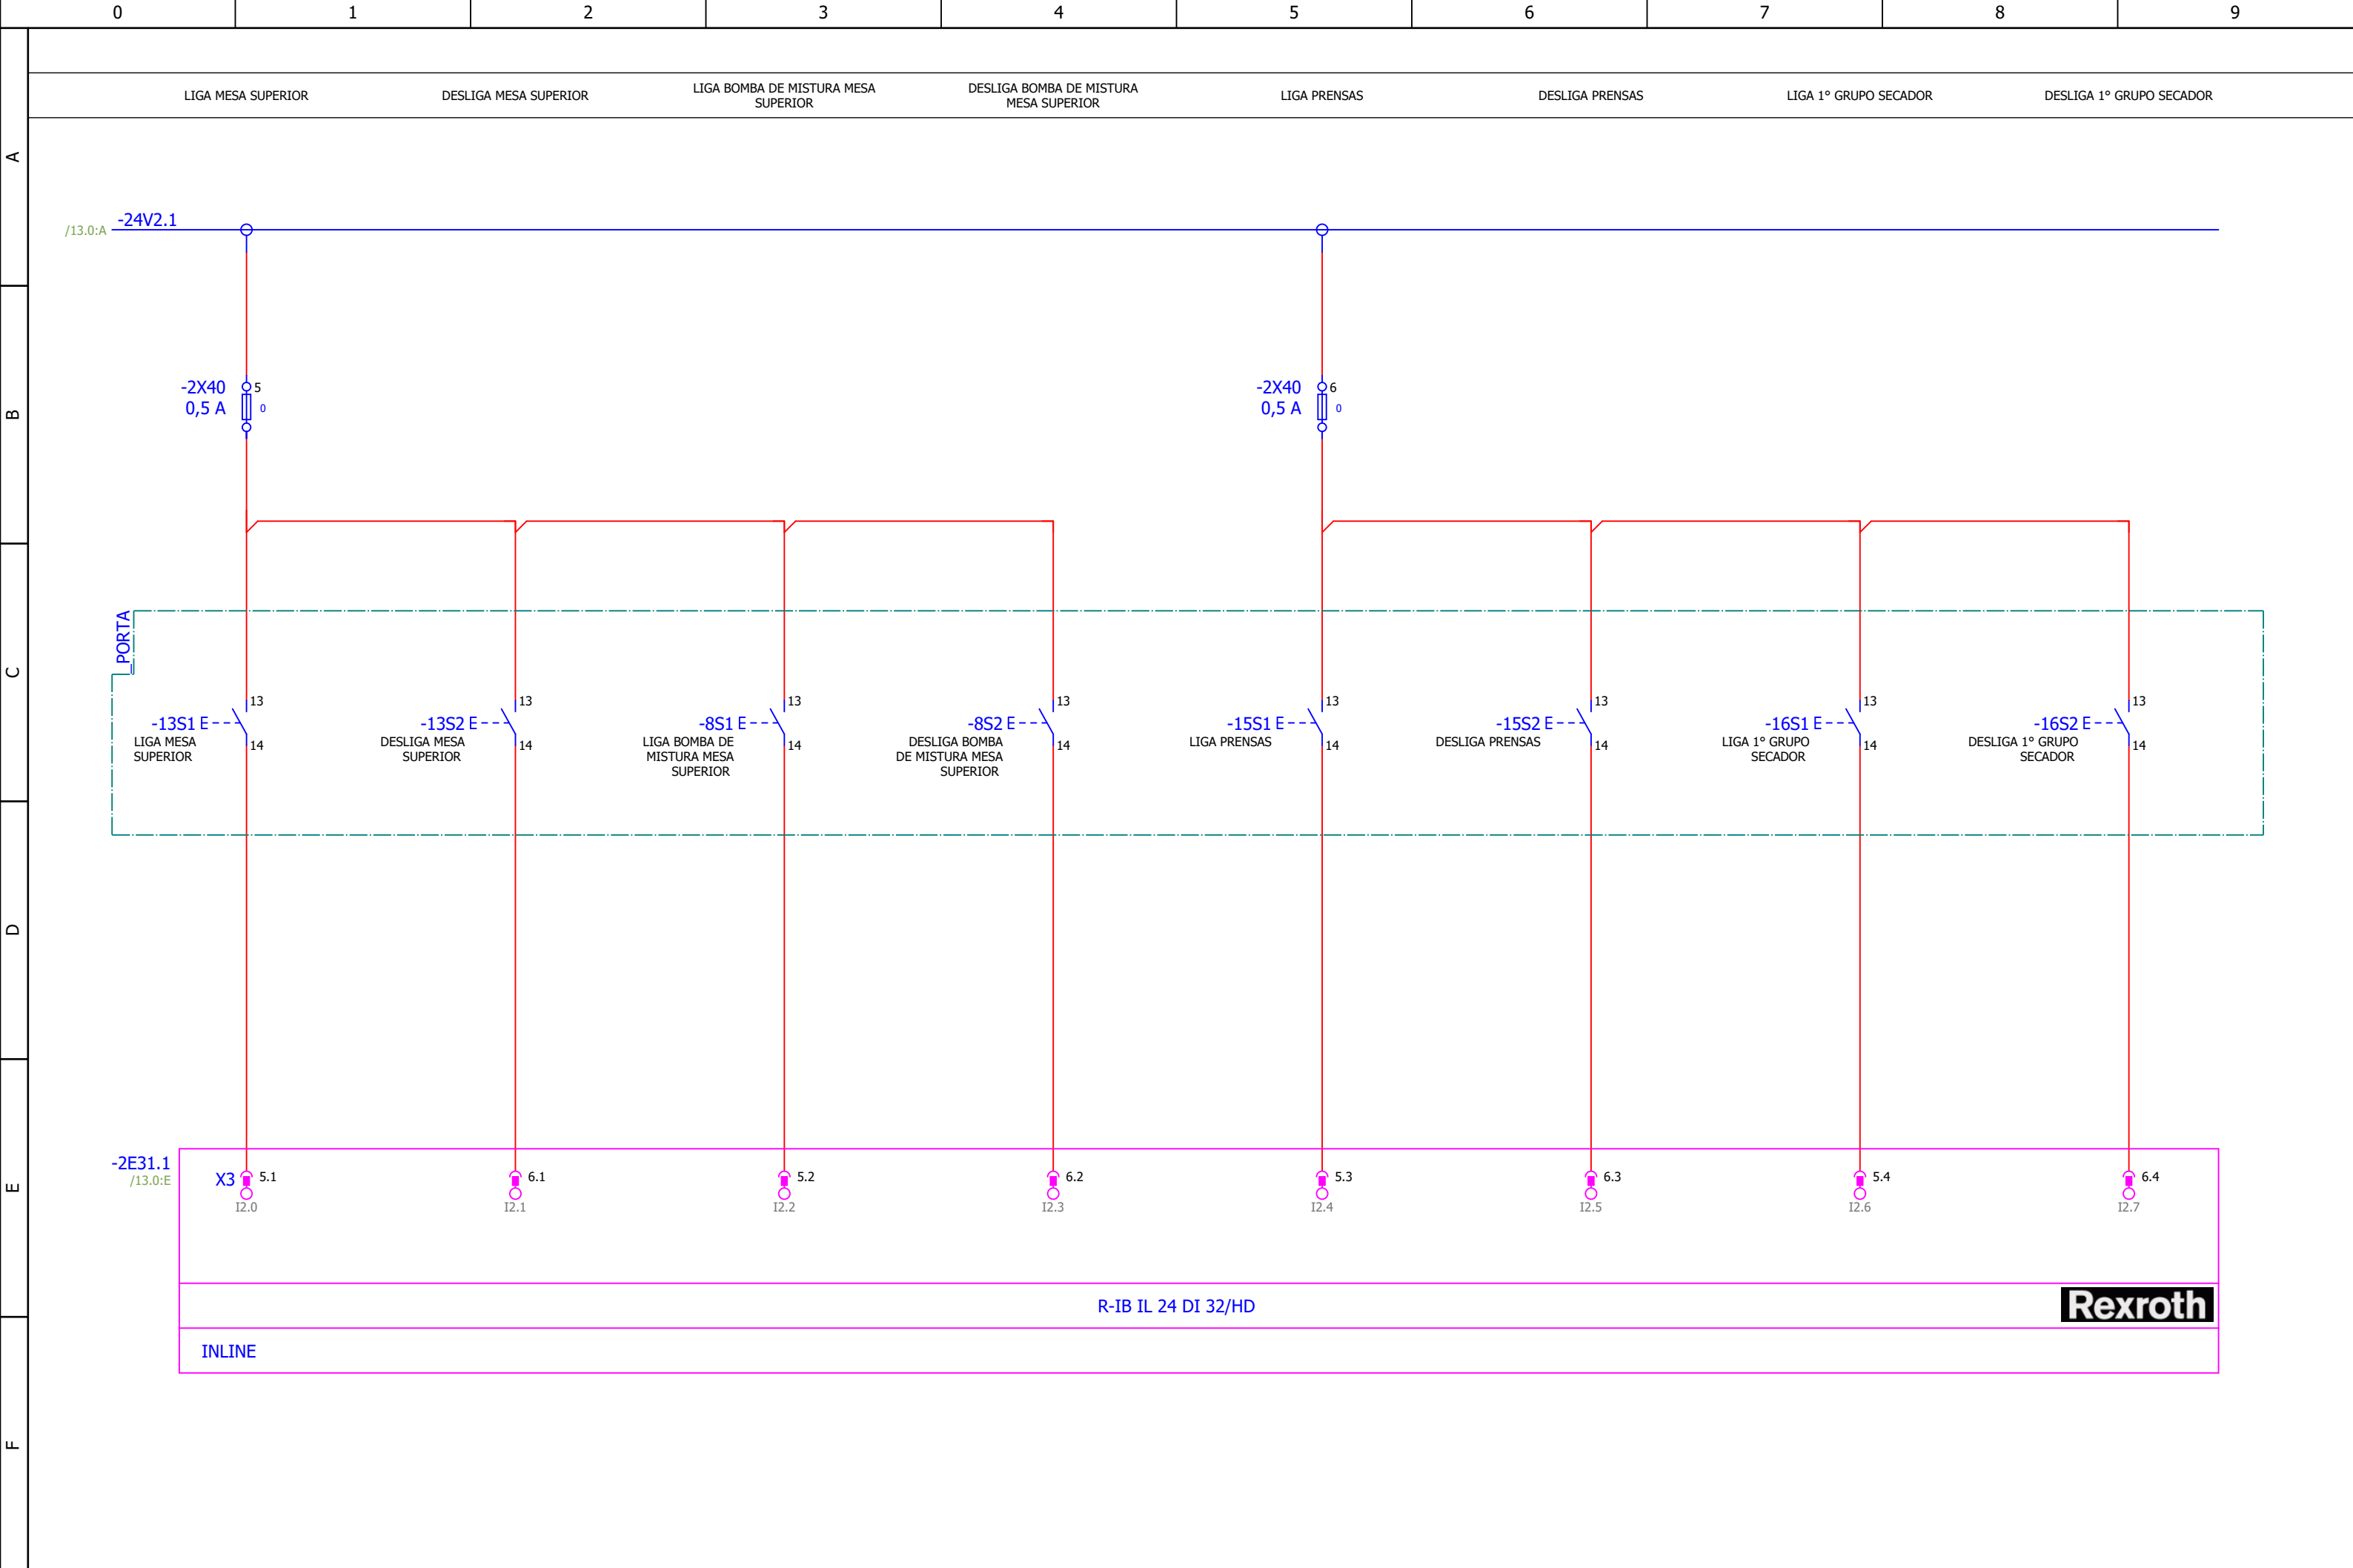 0 1 2 3 4 5 6 7 8 9
LIGA MESA SUPERIOR
DESLIGA MESA SUPERIOR
LIGA BOMBA DE MISTURA MESA
SUPERIOR
DESLIGA BOMBA DE MISTURA
MESA SUPERIOR
LIGA PRENSAS
DESLIGA PRENSAS
LIGA 1° GRUPO SECADOR
DESLIGA 1° GRUPO SECADOR
A
/13.0:A
-24V2.1
B
-2X40
0,5 A
5
0
-2X40
0,5 A
6
0
C
_PORTA
-13S1 E
LIGA MESA
SUPERIOR
13
14
-13S2 E
DESLIGA MESA
SUPERIOR
13
14
-8S1 E
LIGA BOMBA DE
MISTURA MESA
SUPERIOR
13
14
-8S2 E
DESLIGA BOMBA
DE MISTURA MESA
SUPERIOR
13
14
-15S1 E
LIGA PRENSAS
13
14
-15S2 E
DESLIGA PRENSAS
13
14
-16S1 E
LIGA 1° GRUPO
SECADOR
13
14
-16S2 E
DESLIGA 1° GRUPO
SECADOR
13
14
D
E
-2E31.1
/13.0:E
X3
5.1
I2.0
6.1
I2.1
5.2
I2.2
6.2
I2.3
5.3
I2.4
6.3
I2.5
5.4
I2.6
6.4
I2.7
R-IB IL 24 DI 32/HD
Rexroth
INLINE
F